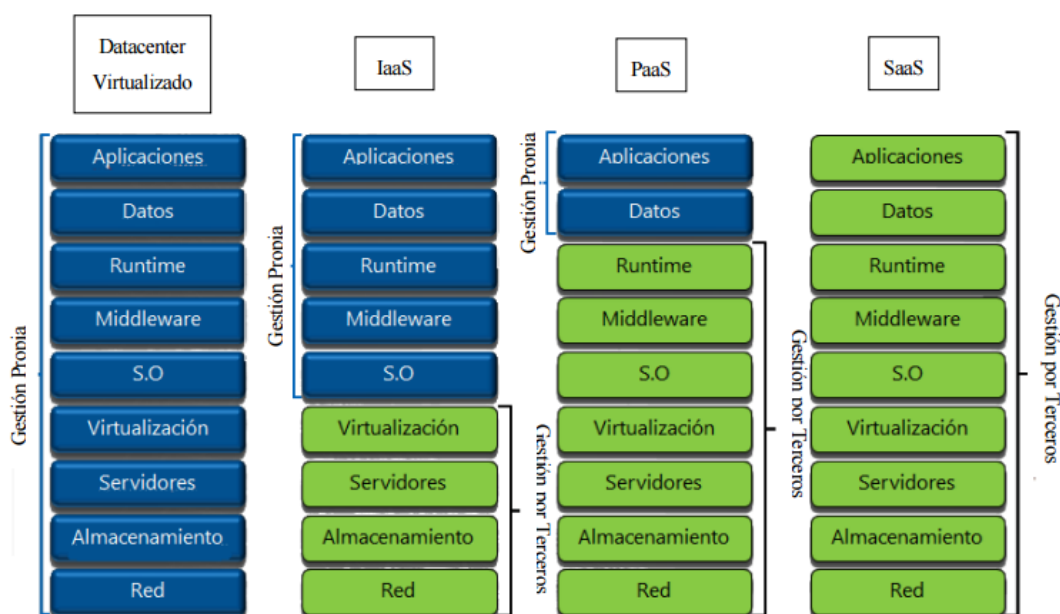 Datacenter
Virtualizado
IaaS
PaaS
SaaS
Gestión Propia
Aplicaciones
Datos
Runtime
Middleware
S.O
Virtualización
Servidores
Almacenamiento
Red
Gestión Propia
Aplicaciones
Datos
Runtime
Middleware
S.O
Virtualización
Servidores
Almacenamiento
Red
Gestión por Terceros
Gestión Propia
Aplicaciones
Datos
Runtime
Middleware
S.O
Virtualización
Servidores
Almacenamiento
Red
Gestión por Terceros
Aplicaciones
Datos
Runtime
Middleware
S.O
Virtualización
Servidores
Almacenamiento
Red
Gestión por Terceros